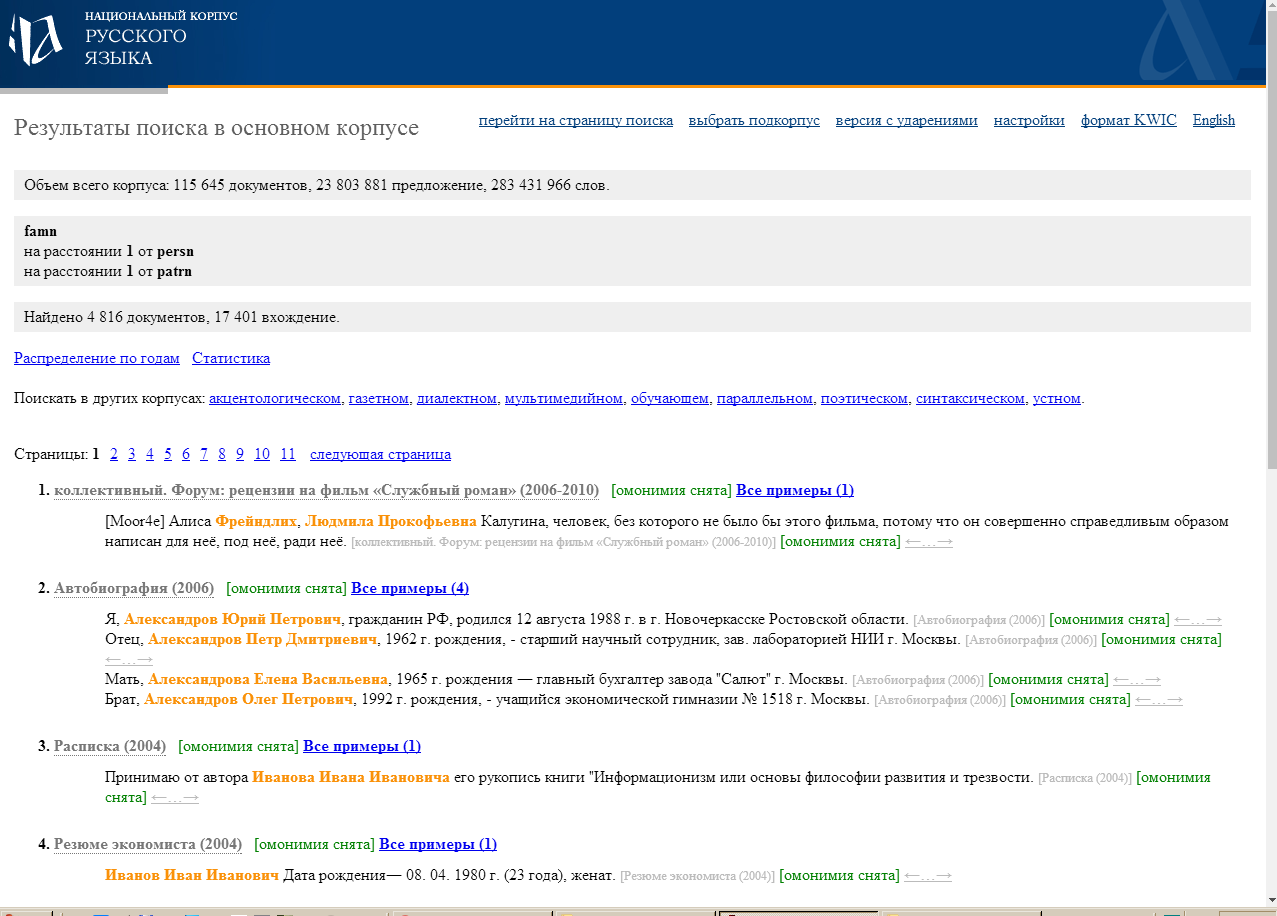 НАЦИОНАЛЬНЫЙ КОРПУС
РУССКОГО
ЯЗЫКА
Результаты поиска в основном корпусе
перейти на страницу поиска выбрать подкорпус версия с ударениями настройки формат KWIC English
Объем всего корпуса: 115 645 документов, 23 803 881 предложение, 283 431 966 слов.
famn
на расстоянии 1 от persn
на расстоянии 1 от patrn
Найдено 4 816 документов, 17 401 вхождение.
Распределение по годам Статистика
Поискать в других корпусах: акцентологическом, газетном, диалектном, мультимедийном, обучающем, параллельном, поэтическом, синтаксическом, устном.
Страницы: 1 2 3 4 5 6 7 8 9 10 11 следующая страница
1. коллективный. Форум: рецензии на фильм «Служебный роман» (2006-2010) [омонимия снята] Все примеры (1)
[Moor4e] Алиса Фрейндлих, Людмила Прокофьевна Калугина, человек, без которого не было бы этого фильма, потому что он совершенно справедливым образом
написан для неё, под неё, ради неё. [коллективный. Форум: рецензии на фильм «Служебный роман» (2006-2010)] [омонимия снята] ←…→
2. Автобиография (2006) [омонимия снята] Все примеры (4)
Я, Александров Юрий Петрович, гражданин РФ, родился 12 августа 1988 г. в г. Новочеркасске Ростовской области. [Автобиография (2006)] [омонимия снята] ←…→
Отец, Александров Петр Дмитриевич, 1962 г. рождения, - старший научный сотрудник, зав. лабораторией НИИ г. Москвы. [Автобиография (2006)] [омонимия снята]
←…→
Мать, Александрова Елена Васильевна, 1965 г. рождения — главный бухгалтер завода "Салют" г. Москвы. [Автобиография (2006)] [омонимия снята] ←…→
Брат, Александров Олег Петрович, 1992 г. рождения, - учащийся экономической гимназии № 1518 г. Москвы. [Автобиография (2006)] [омонимия снята] ←…→
3. Расписка (2004) [омонимия снята] Все примеры (1)
Принимаю от автора Иванова Ивана Ивановича его рукопись книги "Информационизм или основы философии развития и трезвости. [Расписка (2004)] [омонимия
снята] ←…→
4. Резюме экономиста (2004) [омонимия снята] Все примеры (1)
Иванов Иван Иванович Дата рождения— 08. 04. 1980 г. (23 года), женат. [Резюме экономиста (2004)] [омонимия снята] ←…→